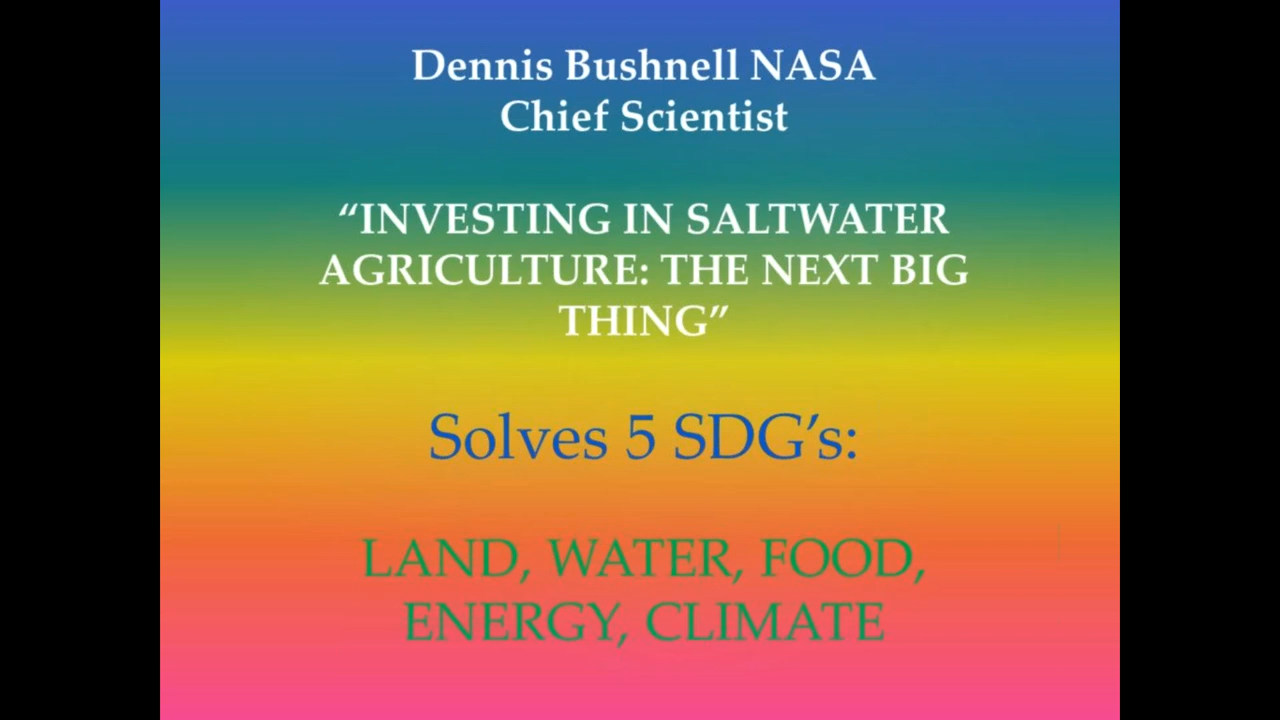 Dennis Bushnell NASA
Chief Scientist
“INVESTING IN SALTWATER
AGRICULTURE: THE NEXT BIG
THING”
Solves 5 SDG’s:
LAND, WATER, FOOD,
ENERGY, CLIMATE